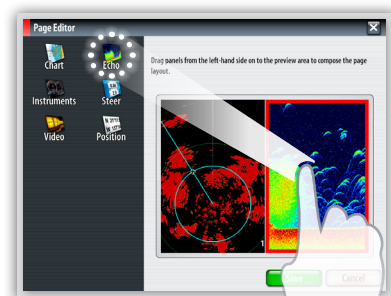 Page Editor
X
Chart Echo
Drag panels from the left-hand side on to the preview area to compose the page
layout.
Instruments Steer
Video Position
1
Save Cancel